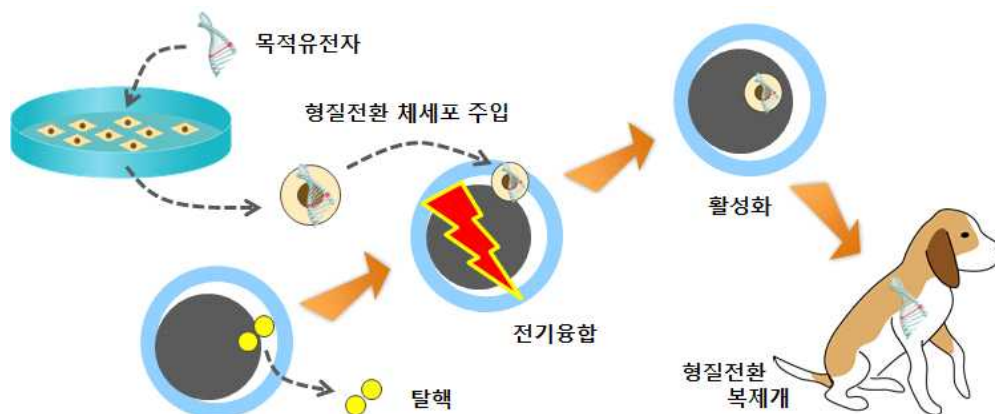 목적유전자
형질전환 체세포 주입
활성화
전기융합
탈핵
형질전환
복제개